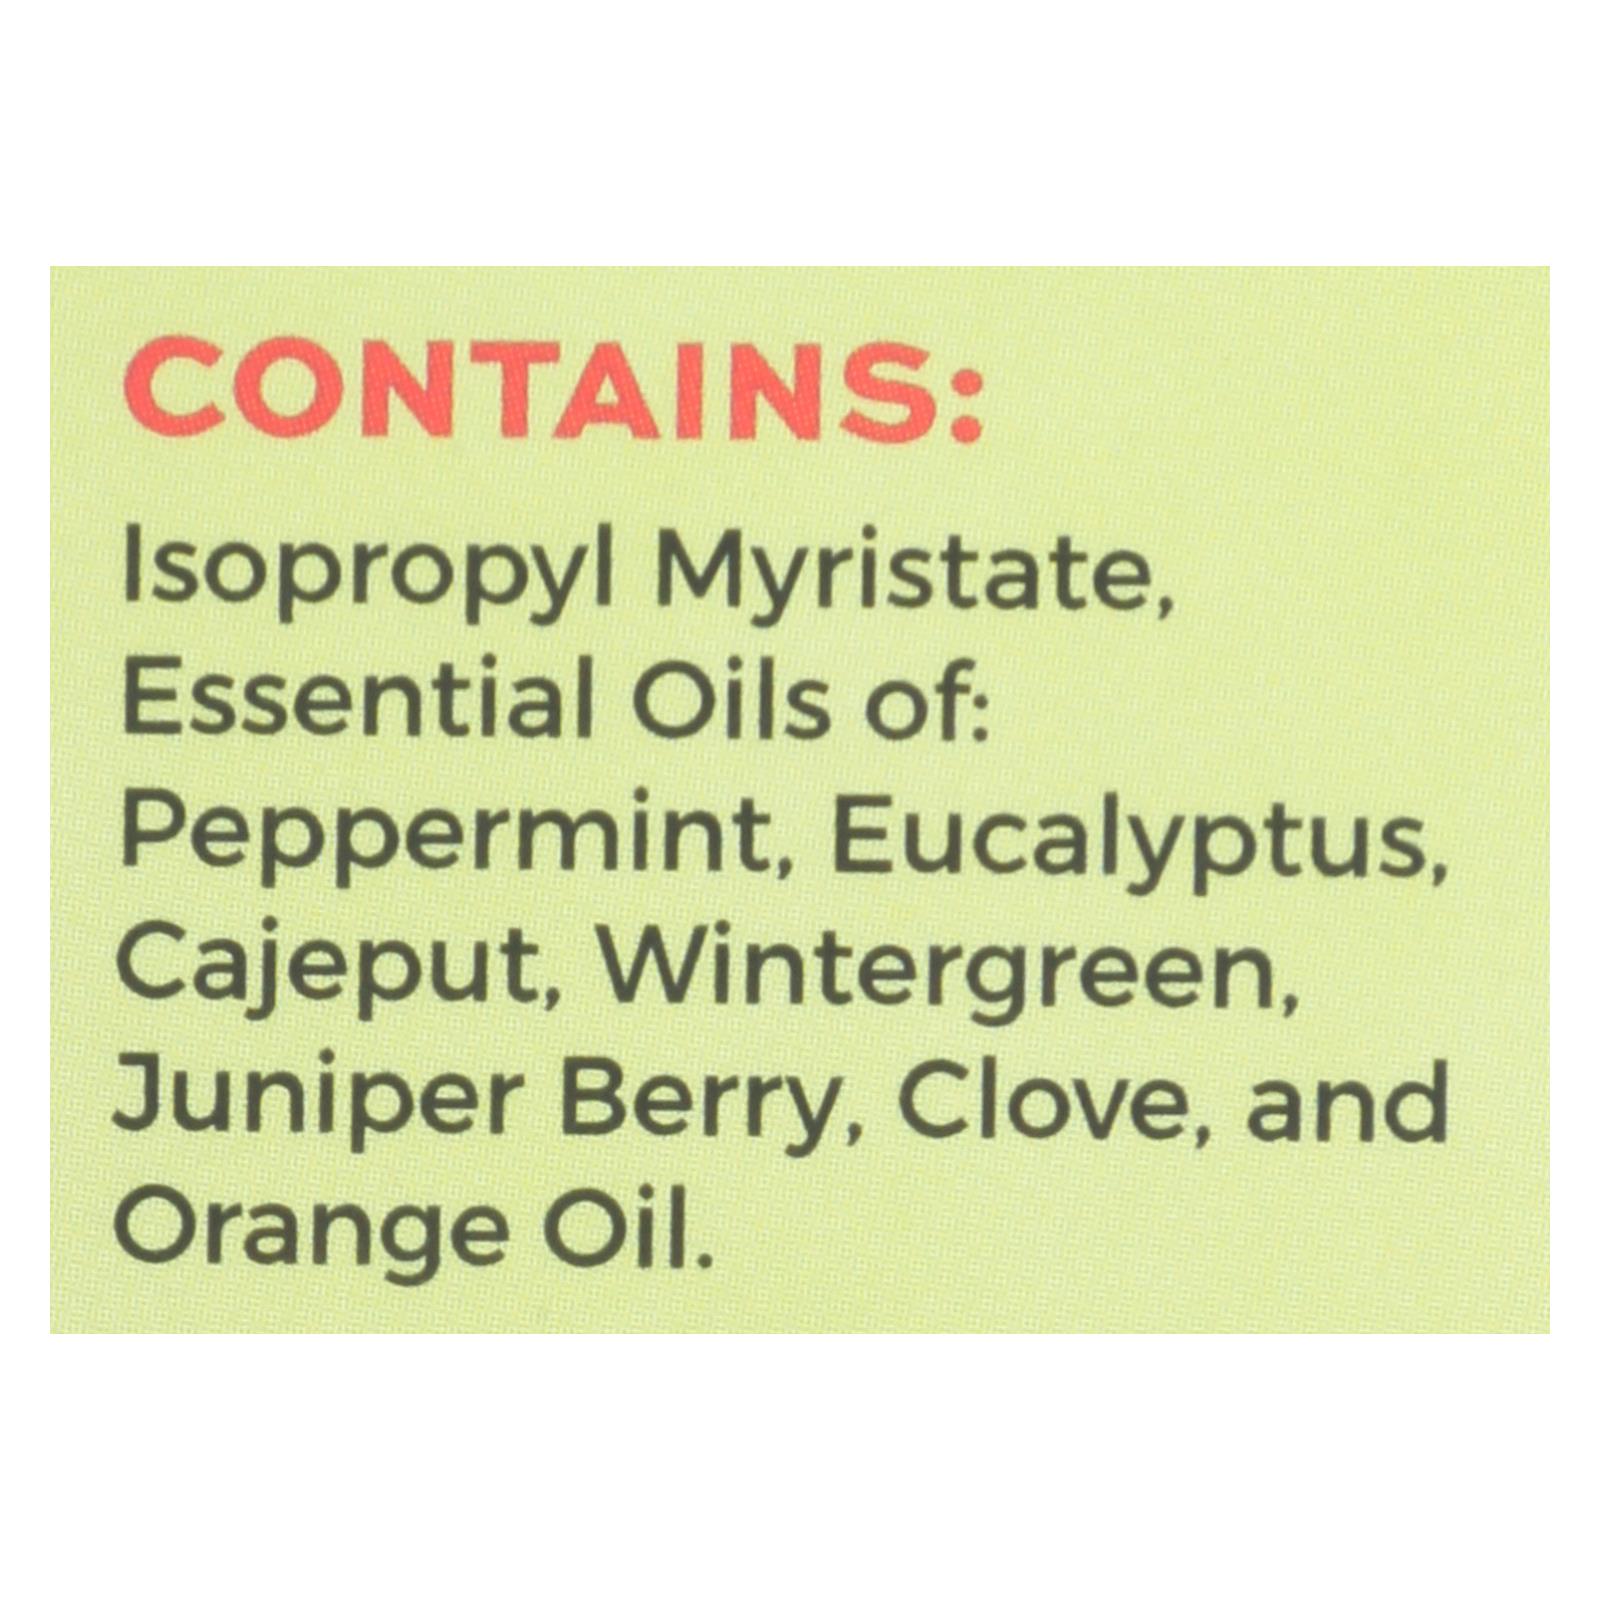 CONTAINS:
Isopropyl Myristate,
Essential Oils of:
Peppermint, Eucalyptus,
Cajeput, Wintergreen,
Juniper Berry, Clove, and
Orange Oil.